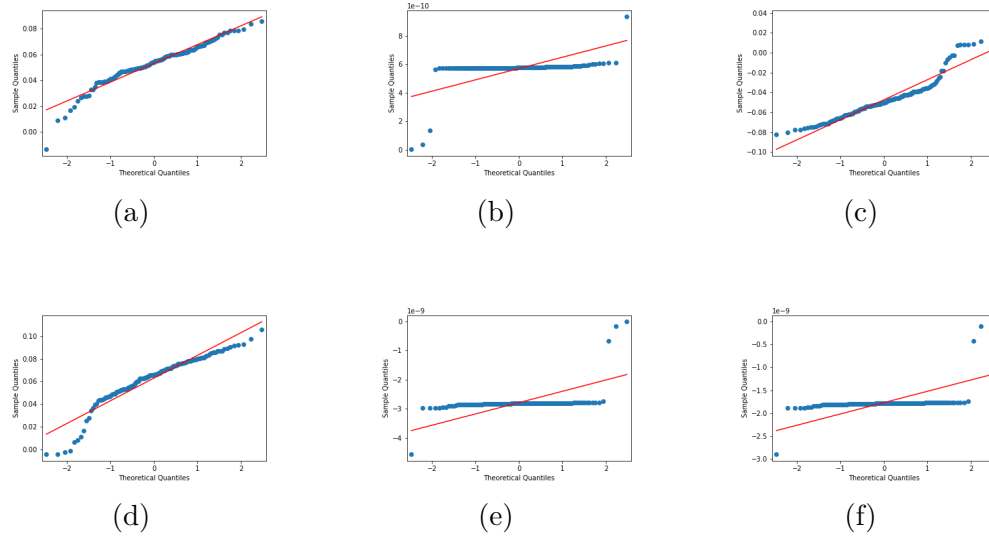 0.08
0.06
0.04
0.02
0.00
Sample Quantiles
−2 −1 0 1 2
Theoretical Quantiles
(a)
1e−10
8
6
4
2
0
Sample Quantiles
−2 −1 0 1 2
Theoretical Quantiles
(b)
0.04
0.02
0.00
−0.02
−0.04
−0.06
−0.08
−0.10
Sample Quantiles
−2 −1 0 1 2
Theoretical Quantiles
(c)
0.10
0.08
0.06
0.04
0.02
0.00
Sample Quantiles
−2 −1 0 1 2
Theoretical Quantiles
(d)
1e−9
0
−1
−2
−3
−4
Sample Quantiles
−2 −1 0 1 2
Theoretical Quantiles
(e)
1e−9
0.0
−0.5
−1.0
−1.5
−2.0
−2.5
−3.0
Sample Quantiles
−2 −1 0 1 2
Theoretical Quantiles
(f)